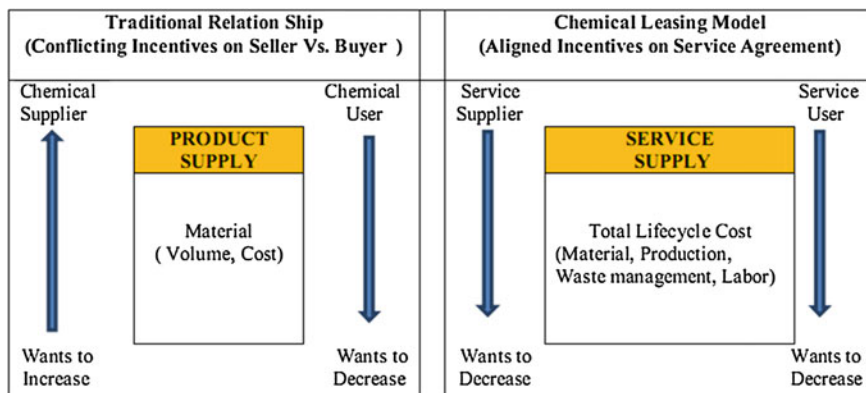 Traditional Relation Ship
(Conflicting Incentives on Seller Vs. Buyer )
Chemical
Supplier
Chemical
User
PRODUCT
SUPPLY
Material
( Volume, Cost)
Wants to
Increase
Wants to
Decrease
Chemical Leasing Model
(Aligned Incentives on Service Agreement)
Service
Supplier
Service
User
SERVICE
SUPPLY
Total Lifecycle Cost
(Material, Production,
Waste management, Labor)
Wants to
Decrease
Wants to
Decrease